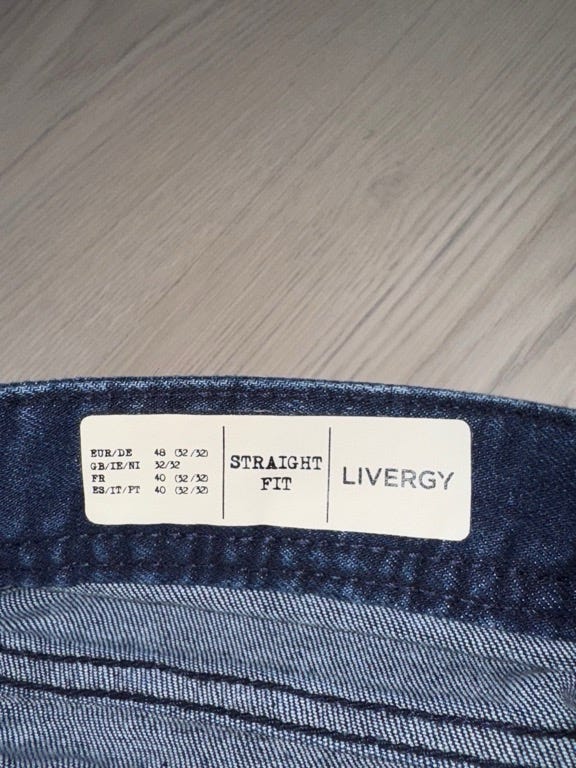 EUR/DE 48 (32/32)
GB/IE/NI 32/32
FR 40 (32/32)
ES/IT/PT 40 (32/32)
STRAIGHT
FIT
LIVERGY